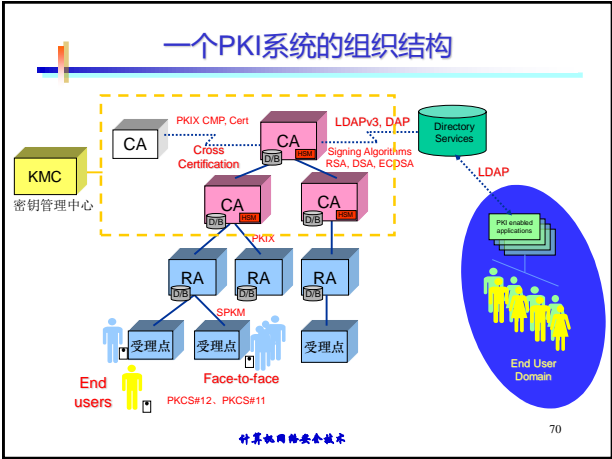 一个PKI系统的组织结构
PKIX CMP, Cert
LDAPv3, DAP
Directory
Services
CA
CA
D/B
HSM
Cross
Certification
Signing Algorithms
RSA, DSA, ECDSA
KMC
密钥管理中心
LDAP
CA
D/B
HSM
CA
D/B
HSM
PKI enabled
applications
PKIX
RA
D/B
RA
D/B
RA
D/B
SPKM
受理点
受理点
受理点
End
users
Face-to-face
End User
Domain
PKCS#12、PKCS#11
计算机网络安全技术
70